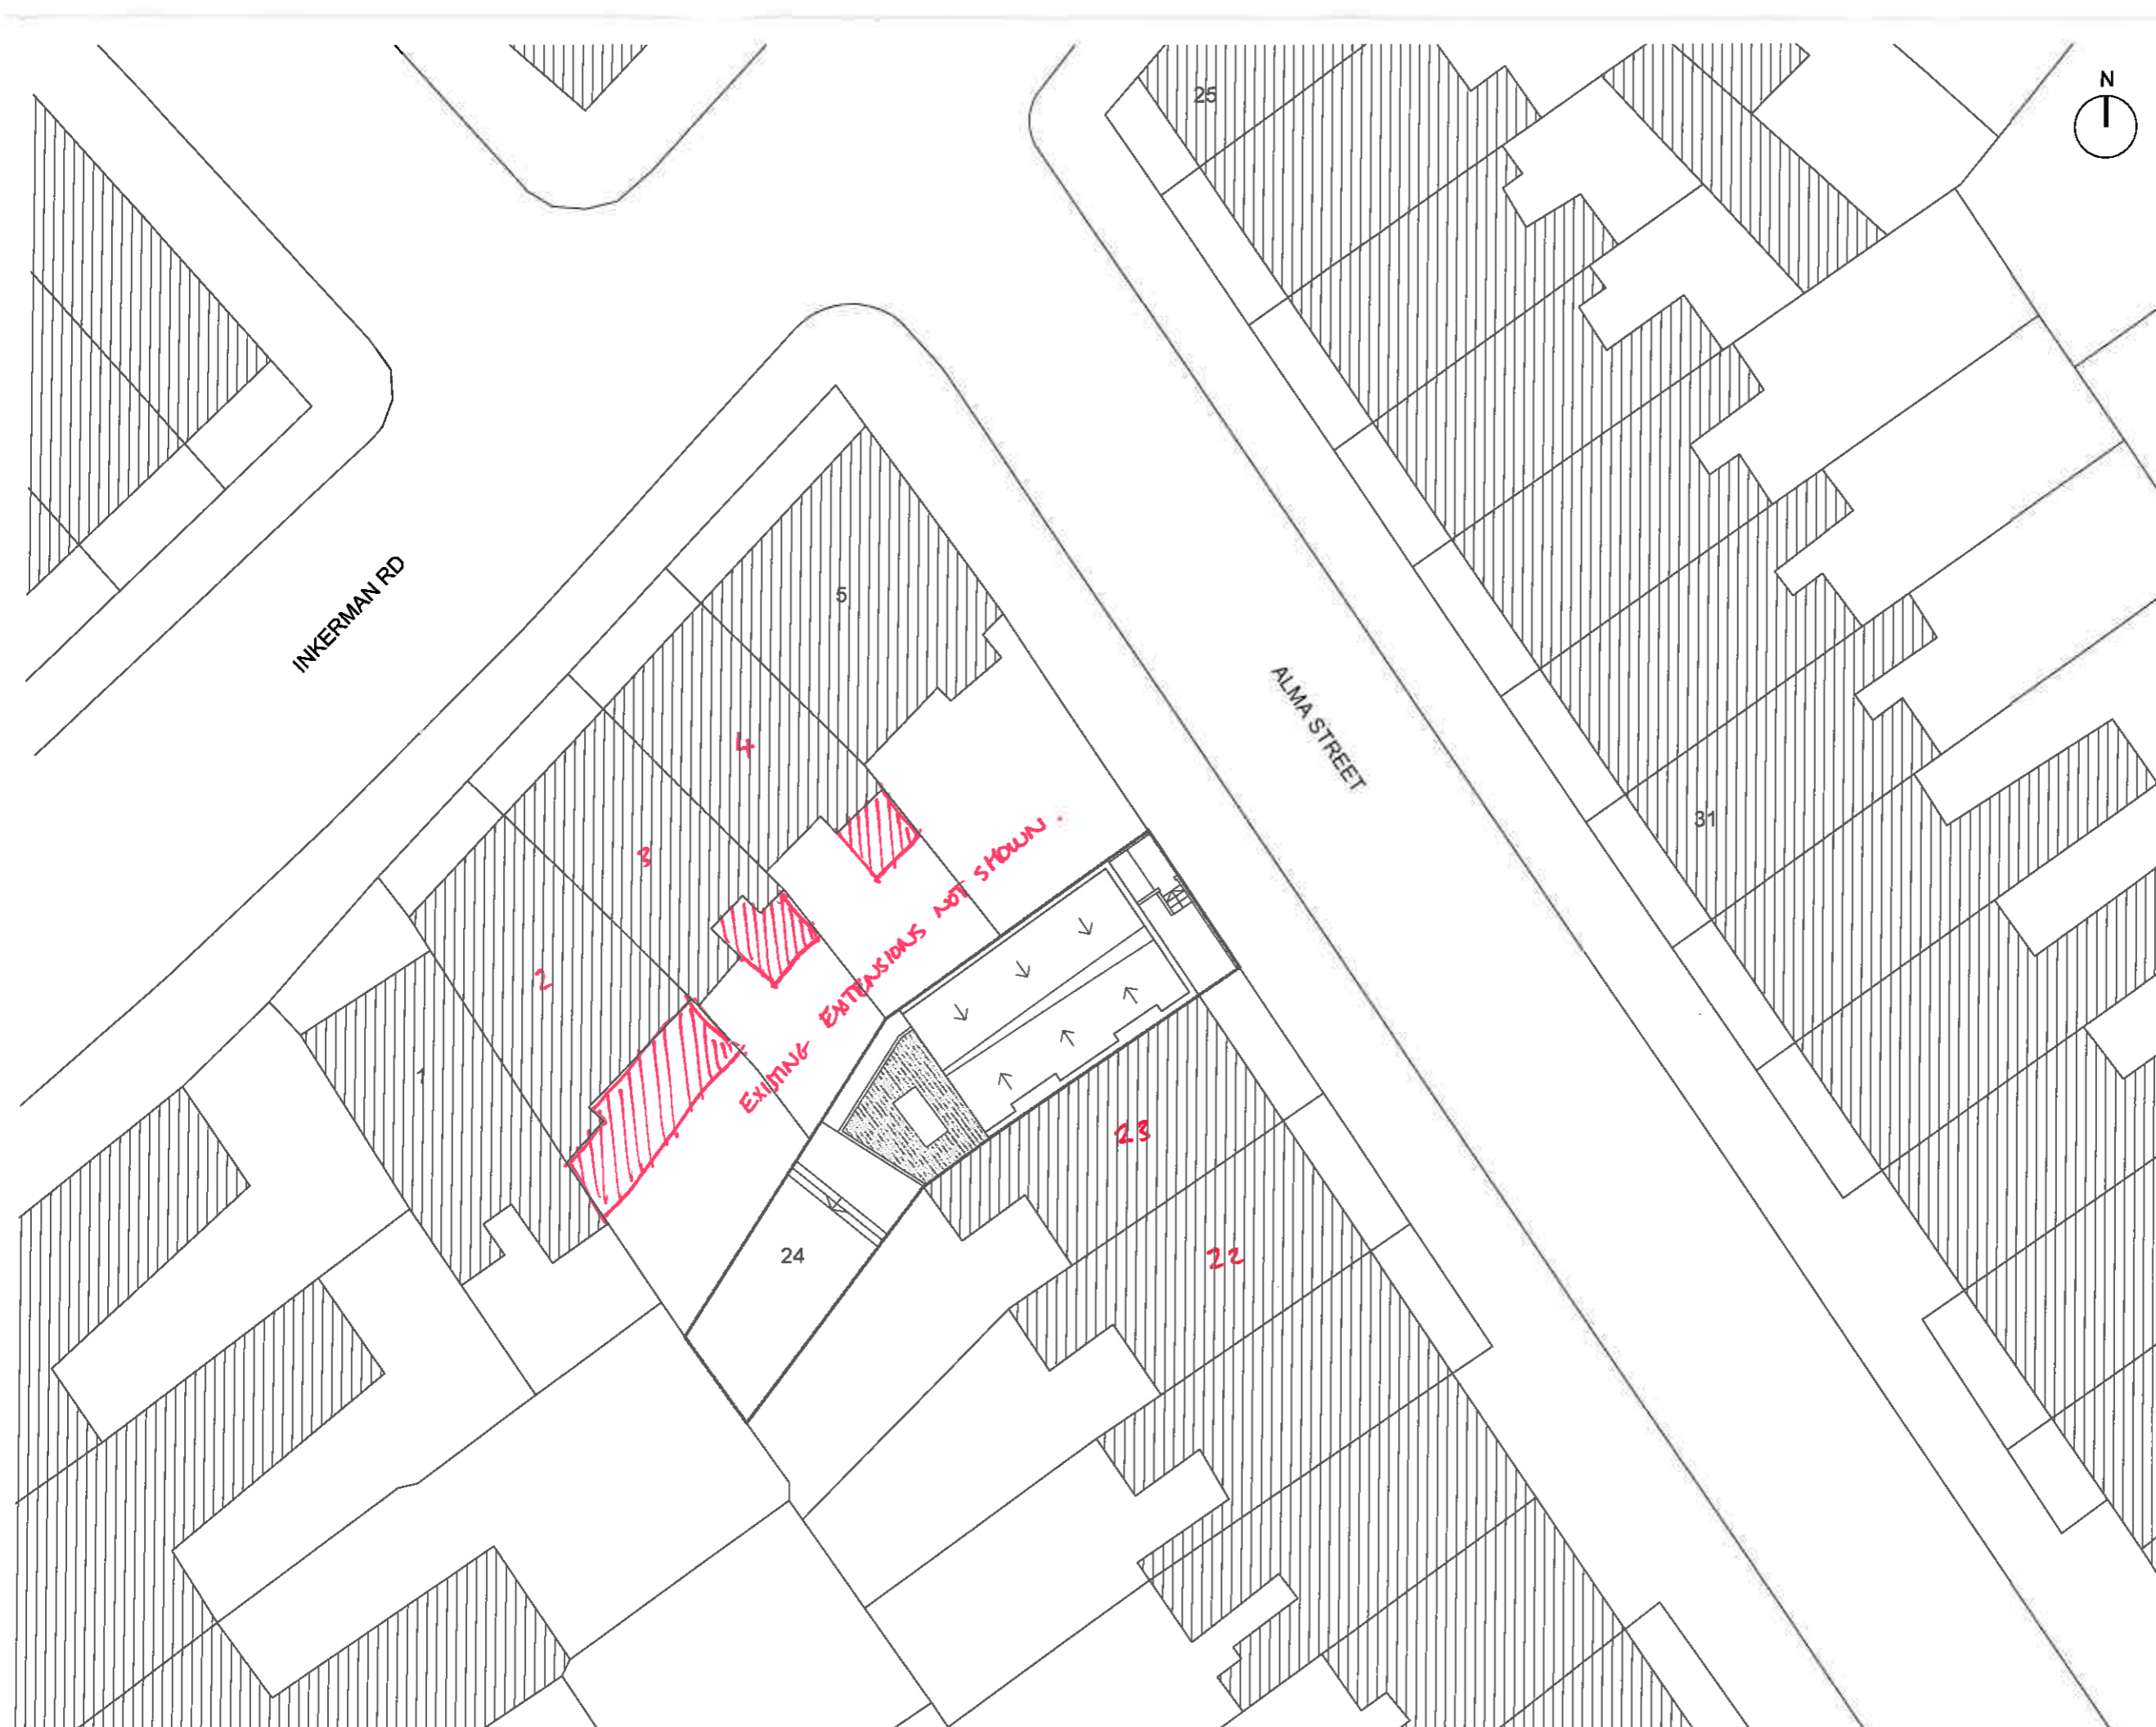 N
25
INKERMAN RD
5
ALMA STREET
4
31
3
EXISTING EXTENSIONS NOT SHOWN.
2
1
23
24
22